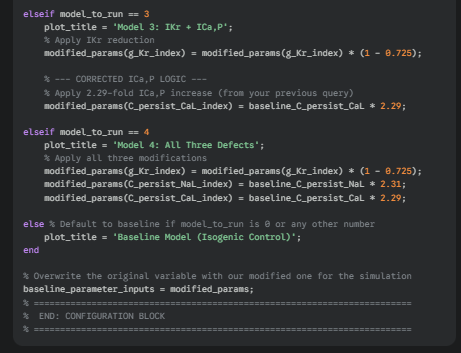 elseif model_to_run == 3
plot_title = 'Model 3: IKr + ICa,P';
% Apply IKr reduction
modified_params(g_Kr_index) = modified_params(g_Kr_index) * (1 - 0.725);
% --- CORRECTED ICa,P LOGIC ---
% Apply 2.29-fold ICa,P increase (from your previous query)
modified_params(C_persist_CaL_index) = baseline_C_persist_CaL * 2.29;
elseif model_to_run == 4
plot_title = 'Model 4: All Three Defects';
% Apply all three modifications
modified_params(g_Kr_index) = modified_params(g_Kr_index) * (1 - 0.725);
modified_params(C_persist_NaL_index) = baseline_C_persist_NaL * 2.31;
modified_params(C_persist_CaL_index) = baseline_C_persist_CaL * 2.29;
else % Default to baseline if model_to_run is 0 or any other number
plot_title = 'Baseline Model (Isogenic Control)';
end
% Overwrite the original variable with our modified one for the simulation
baseline_parameter_inputs = modified_params;
% =========================================================================
%  END: CONFIGURATION BLOCK
% =========================================================================